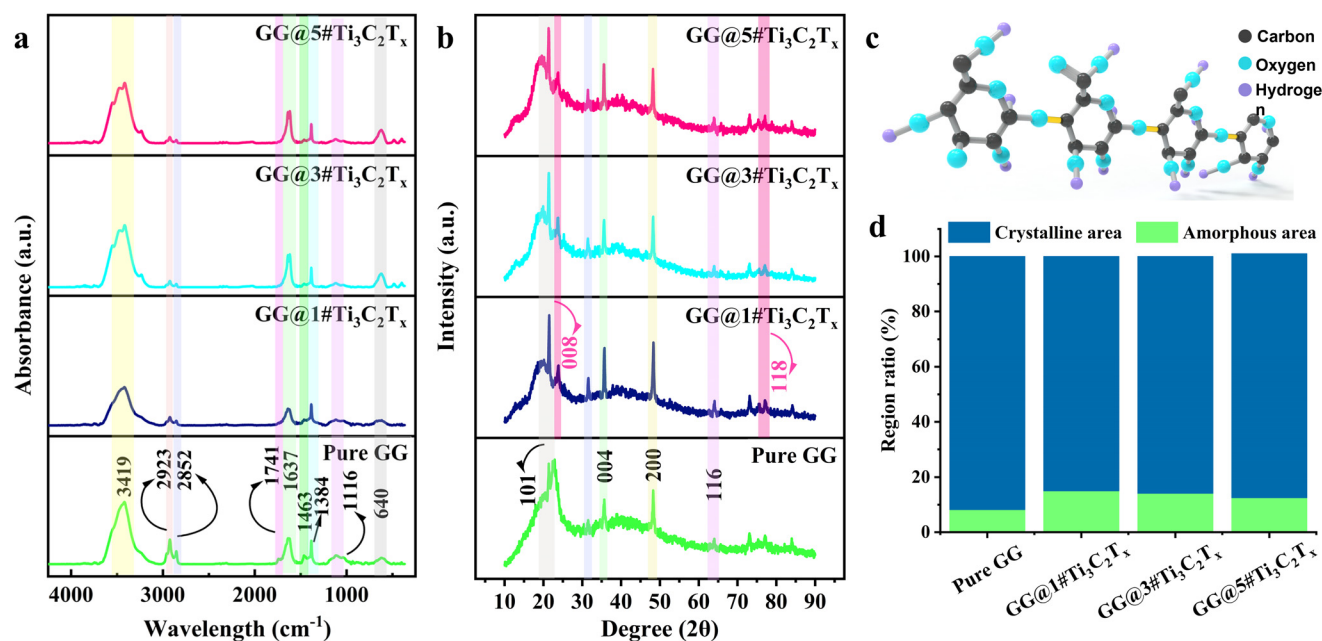 a
GG@5#Ti₃C₂Tₓ
GG@3#Ti₃C₂Tₓ
GG@1#Ti₃C₂Tₓ
Pure GG
3419
2923
2852
1741
1637
1463
1384
1116
640
Absorbance (a.u.)
4000 3000 2000 1000
Wavelength (cm⁻¹)
b
GG@5#Ti₃C₂Tₓ
GG@3#Ti₃C₂Tₓ
GG@1#Ti₃C₂Tₓ
008
118
Pure GG
101
004
200
116
Intensity (a.u.)
10 20 30 40 50 60 70 80 90
Degree (2θ)
c
Carbon
Oxygen
Hydroge
n
d
Crystalline area Amorphous area
100
80
60
40
20
0
Region ratio (%)
Pure GG
GG@1#Ti₃C₂Tₓ
GG@3#Ti₃C₂Tₓ
GG@5#Ti₃C₂Tₓ